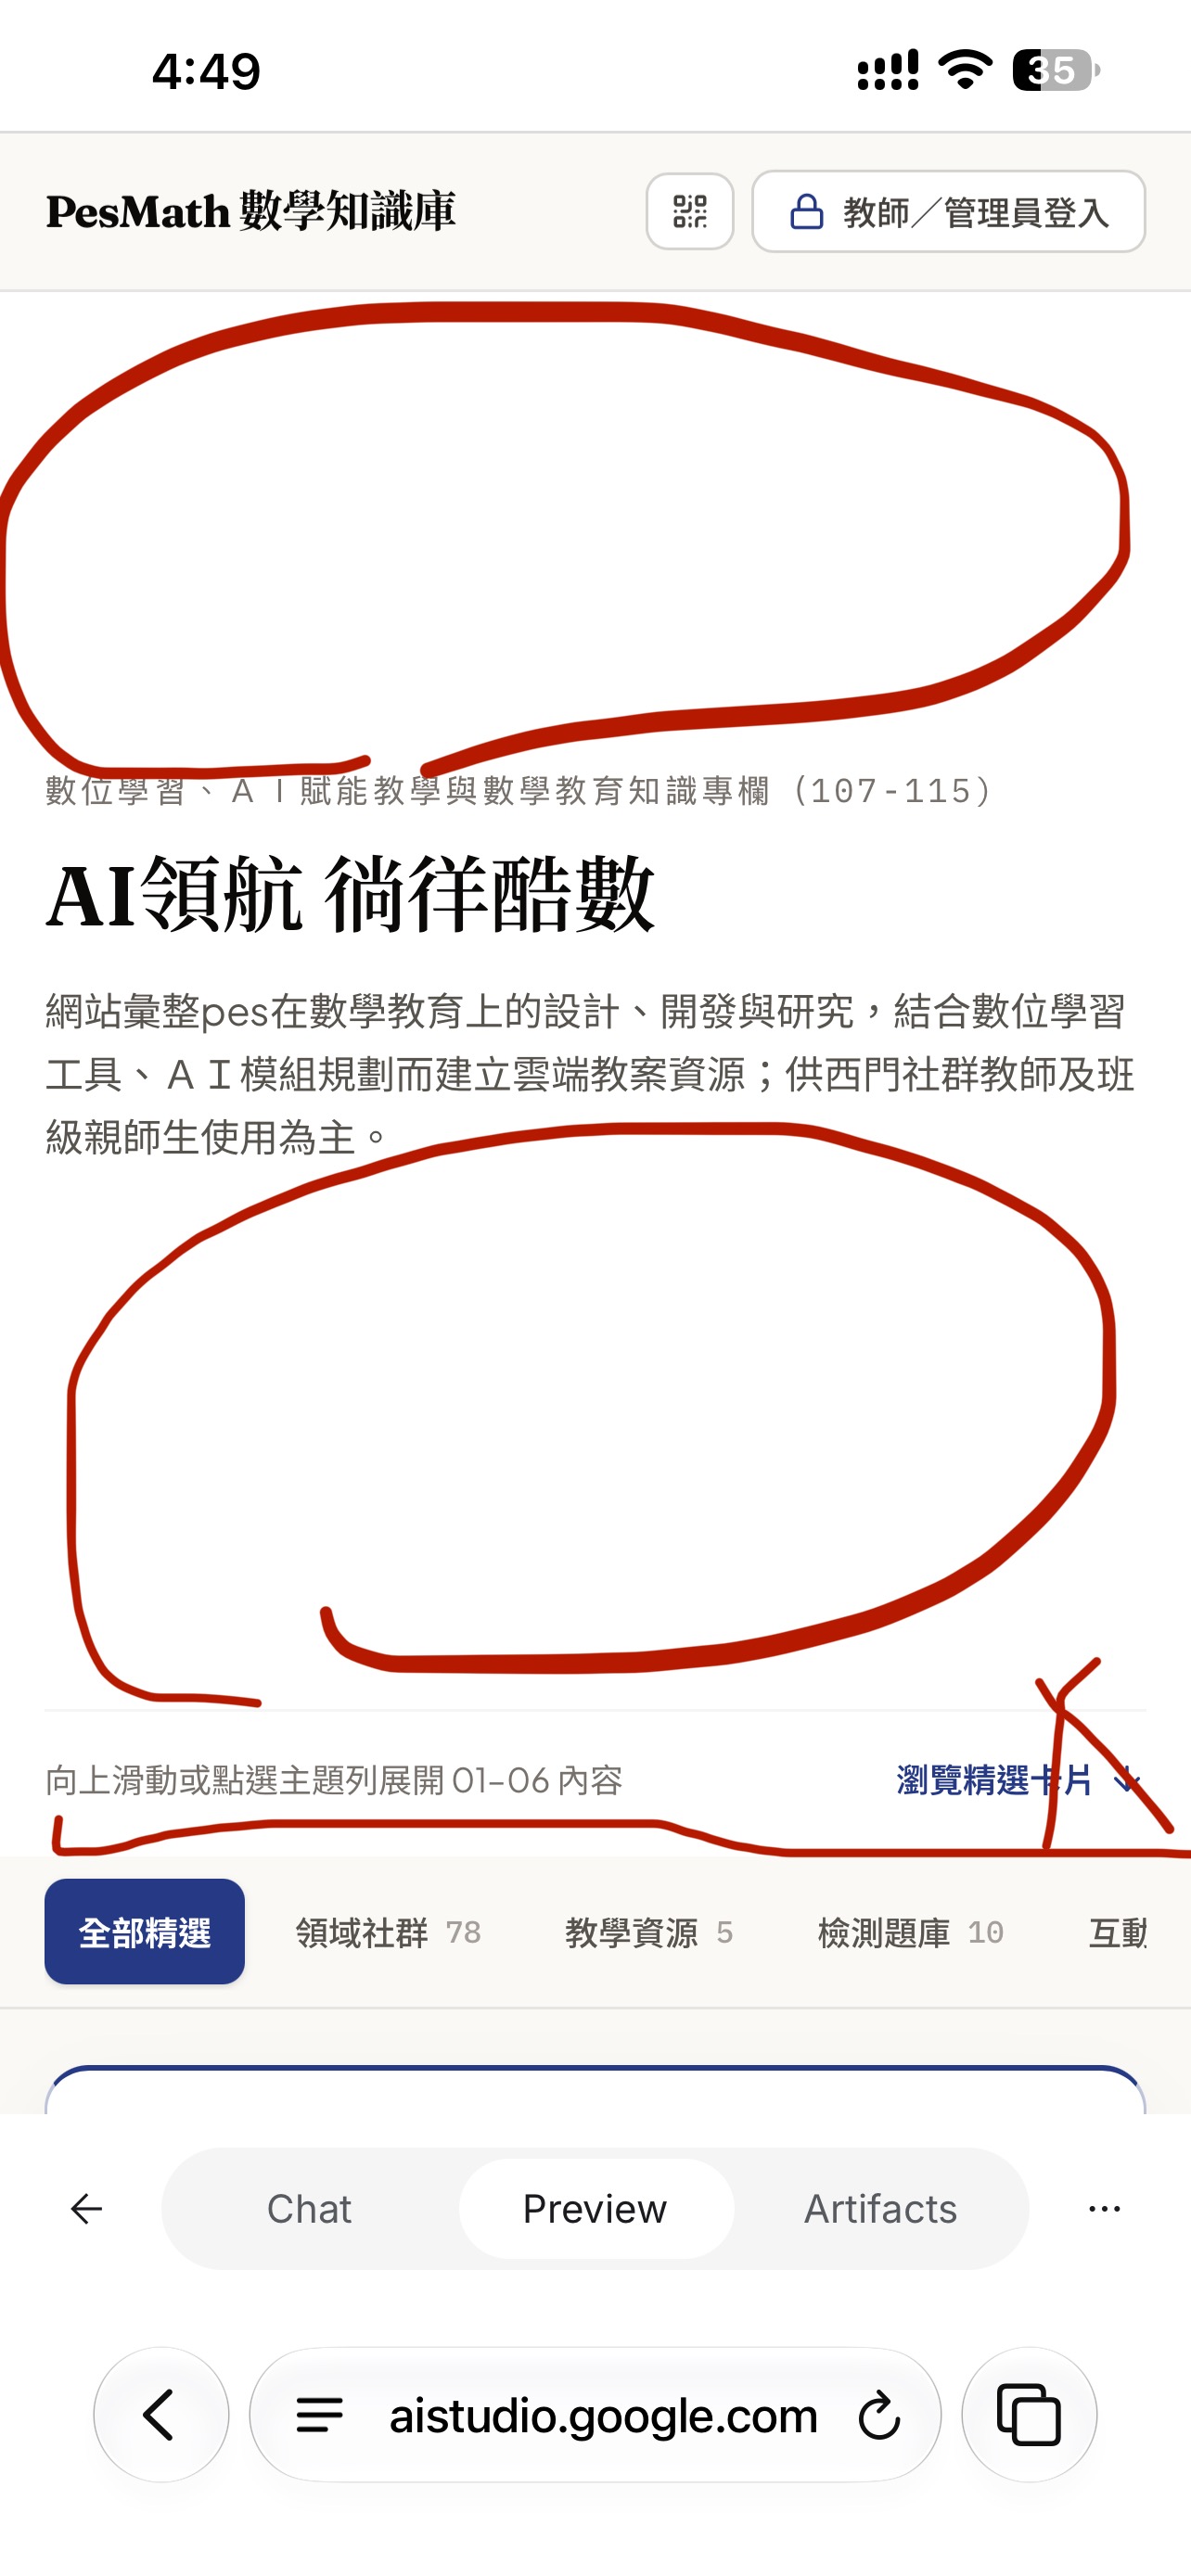 4:49
35
PesMath 數學知識庫
教師／管理員登入
數位學習、ＡＩ賦能教學與數學教育知識專欄 (107-115)
AI領航 徜徉酷數
網站彙整pes在數學教育上的設計、開發與研究，結合數位學習
工具、ＡＩ模組規劃而建立雲端教案資源；供西門社群教師及班
級親師生使用為主。
向上滑動或點選主題列展開 01–06 內容
瀏覽精選卡片 ↓
全部精選 領域社群 78 教學資源 5 檢測題庫 10 互動
Chat Preview Artifacts
aistudio.google.com